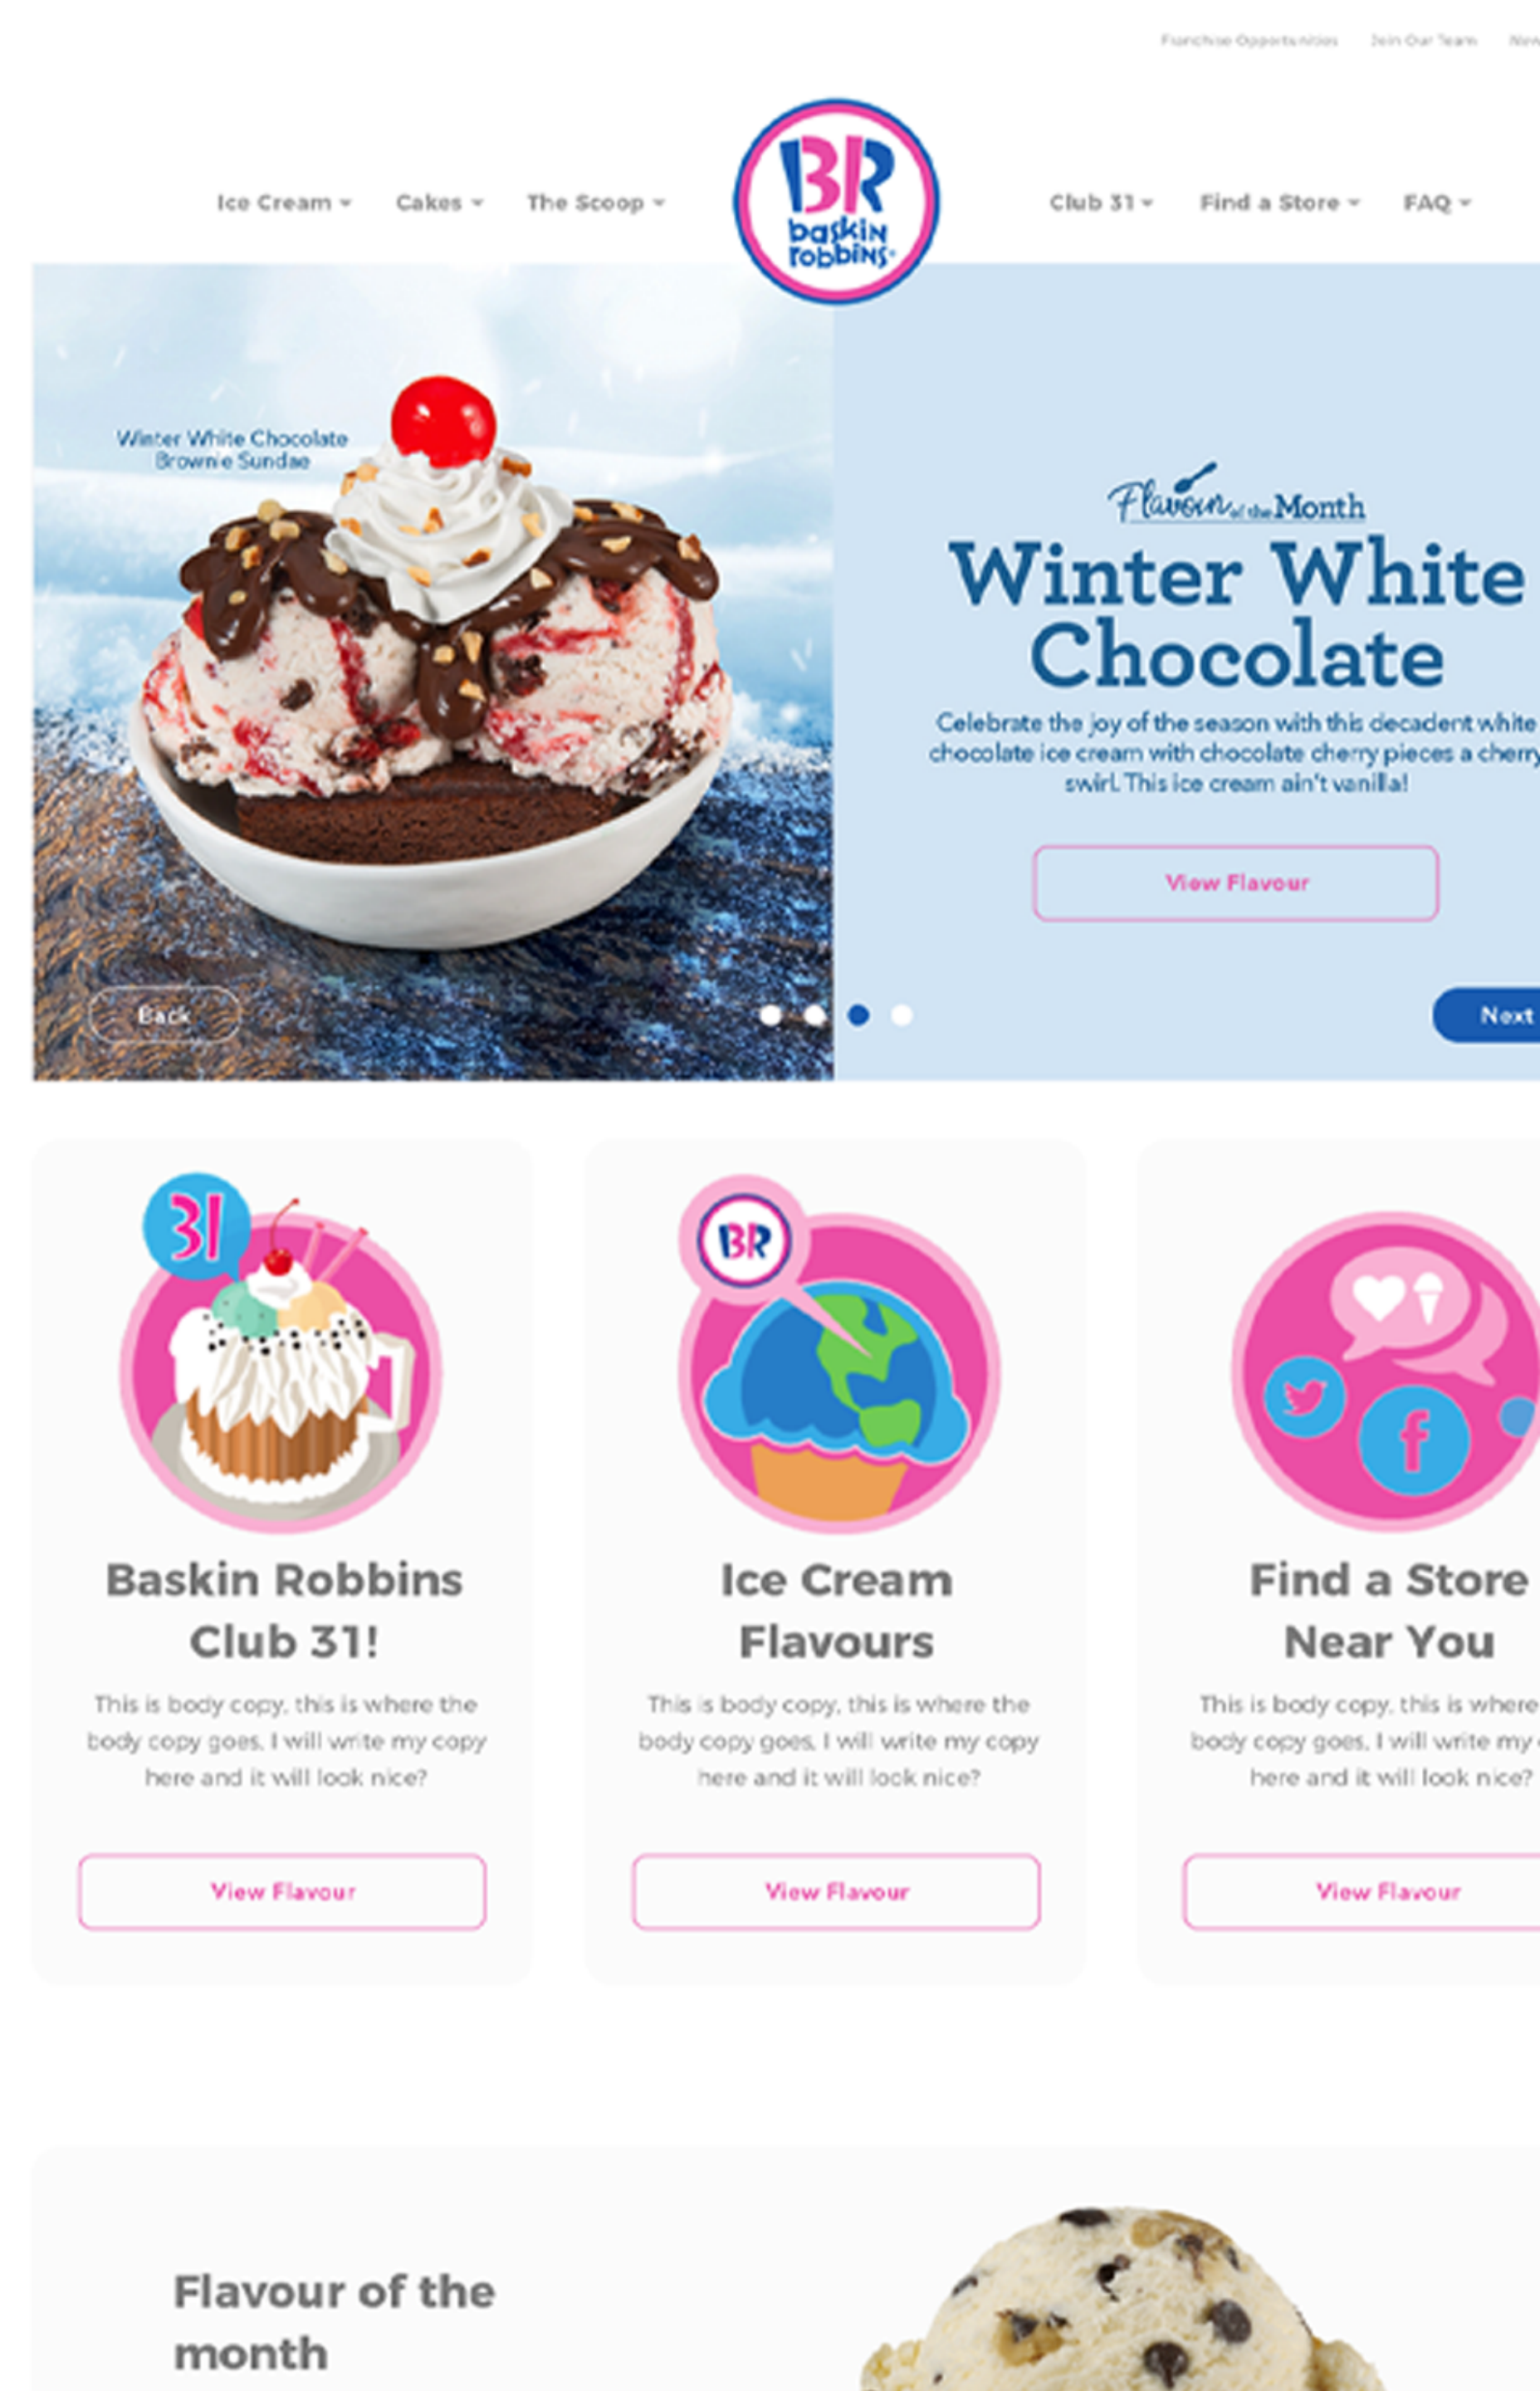 Franchise Opportunities Join Our Team New
Ice Cream Cakes The Scoop
BR
baskin
robbins
Club 31 Find a Store FAQ
Winter White Chocolate
Brownie Sundae
Flavour of the Month
Winter White
Chocolate
Celebrate the joy of the season with this decadent white
chocolate ice cream with chocolate cherry pieces a cherry
swirl. This ice cream ain't vanilla!
View Flavour
Back
Next
31
Baskin Robbins
Club 31!
This is body copy, this is where the
body copy goes, I will write my copy
here and it will look nice?
View Flavour
BR
Ice Cream
Flavours
This is body copy, this is where the
body copy goes, I will write my copy
here and it will look nice?
View Flavour
f
Find a Store
Near You
This is body copy, this is where
body copy goes, I will write my
here and it will look nice?
View Flavour
Flavour of the
month